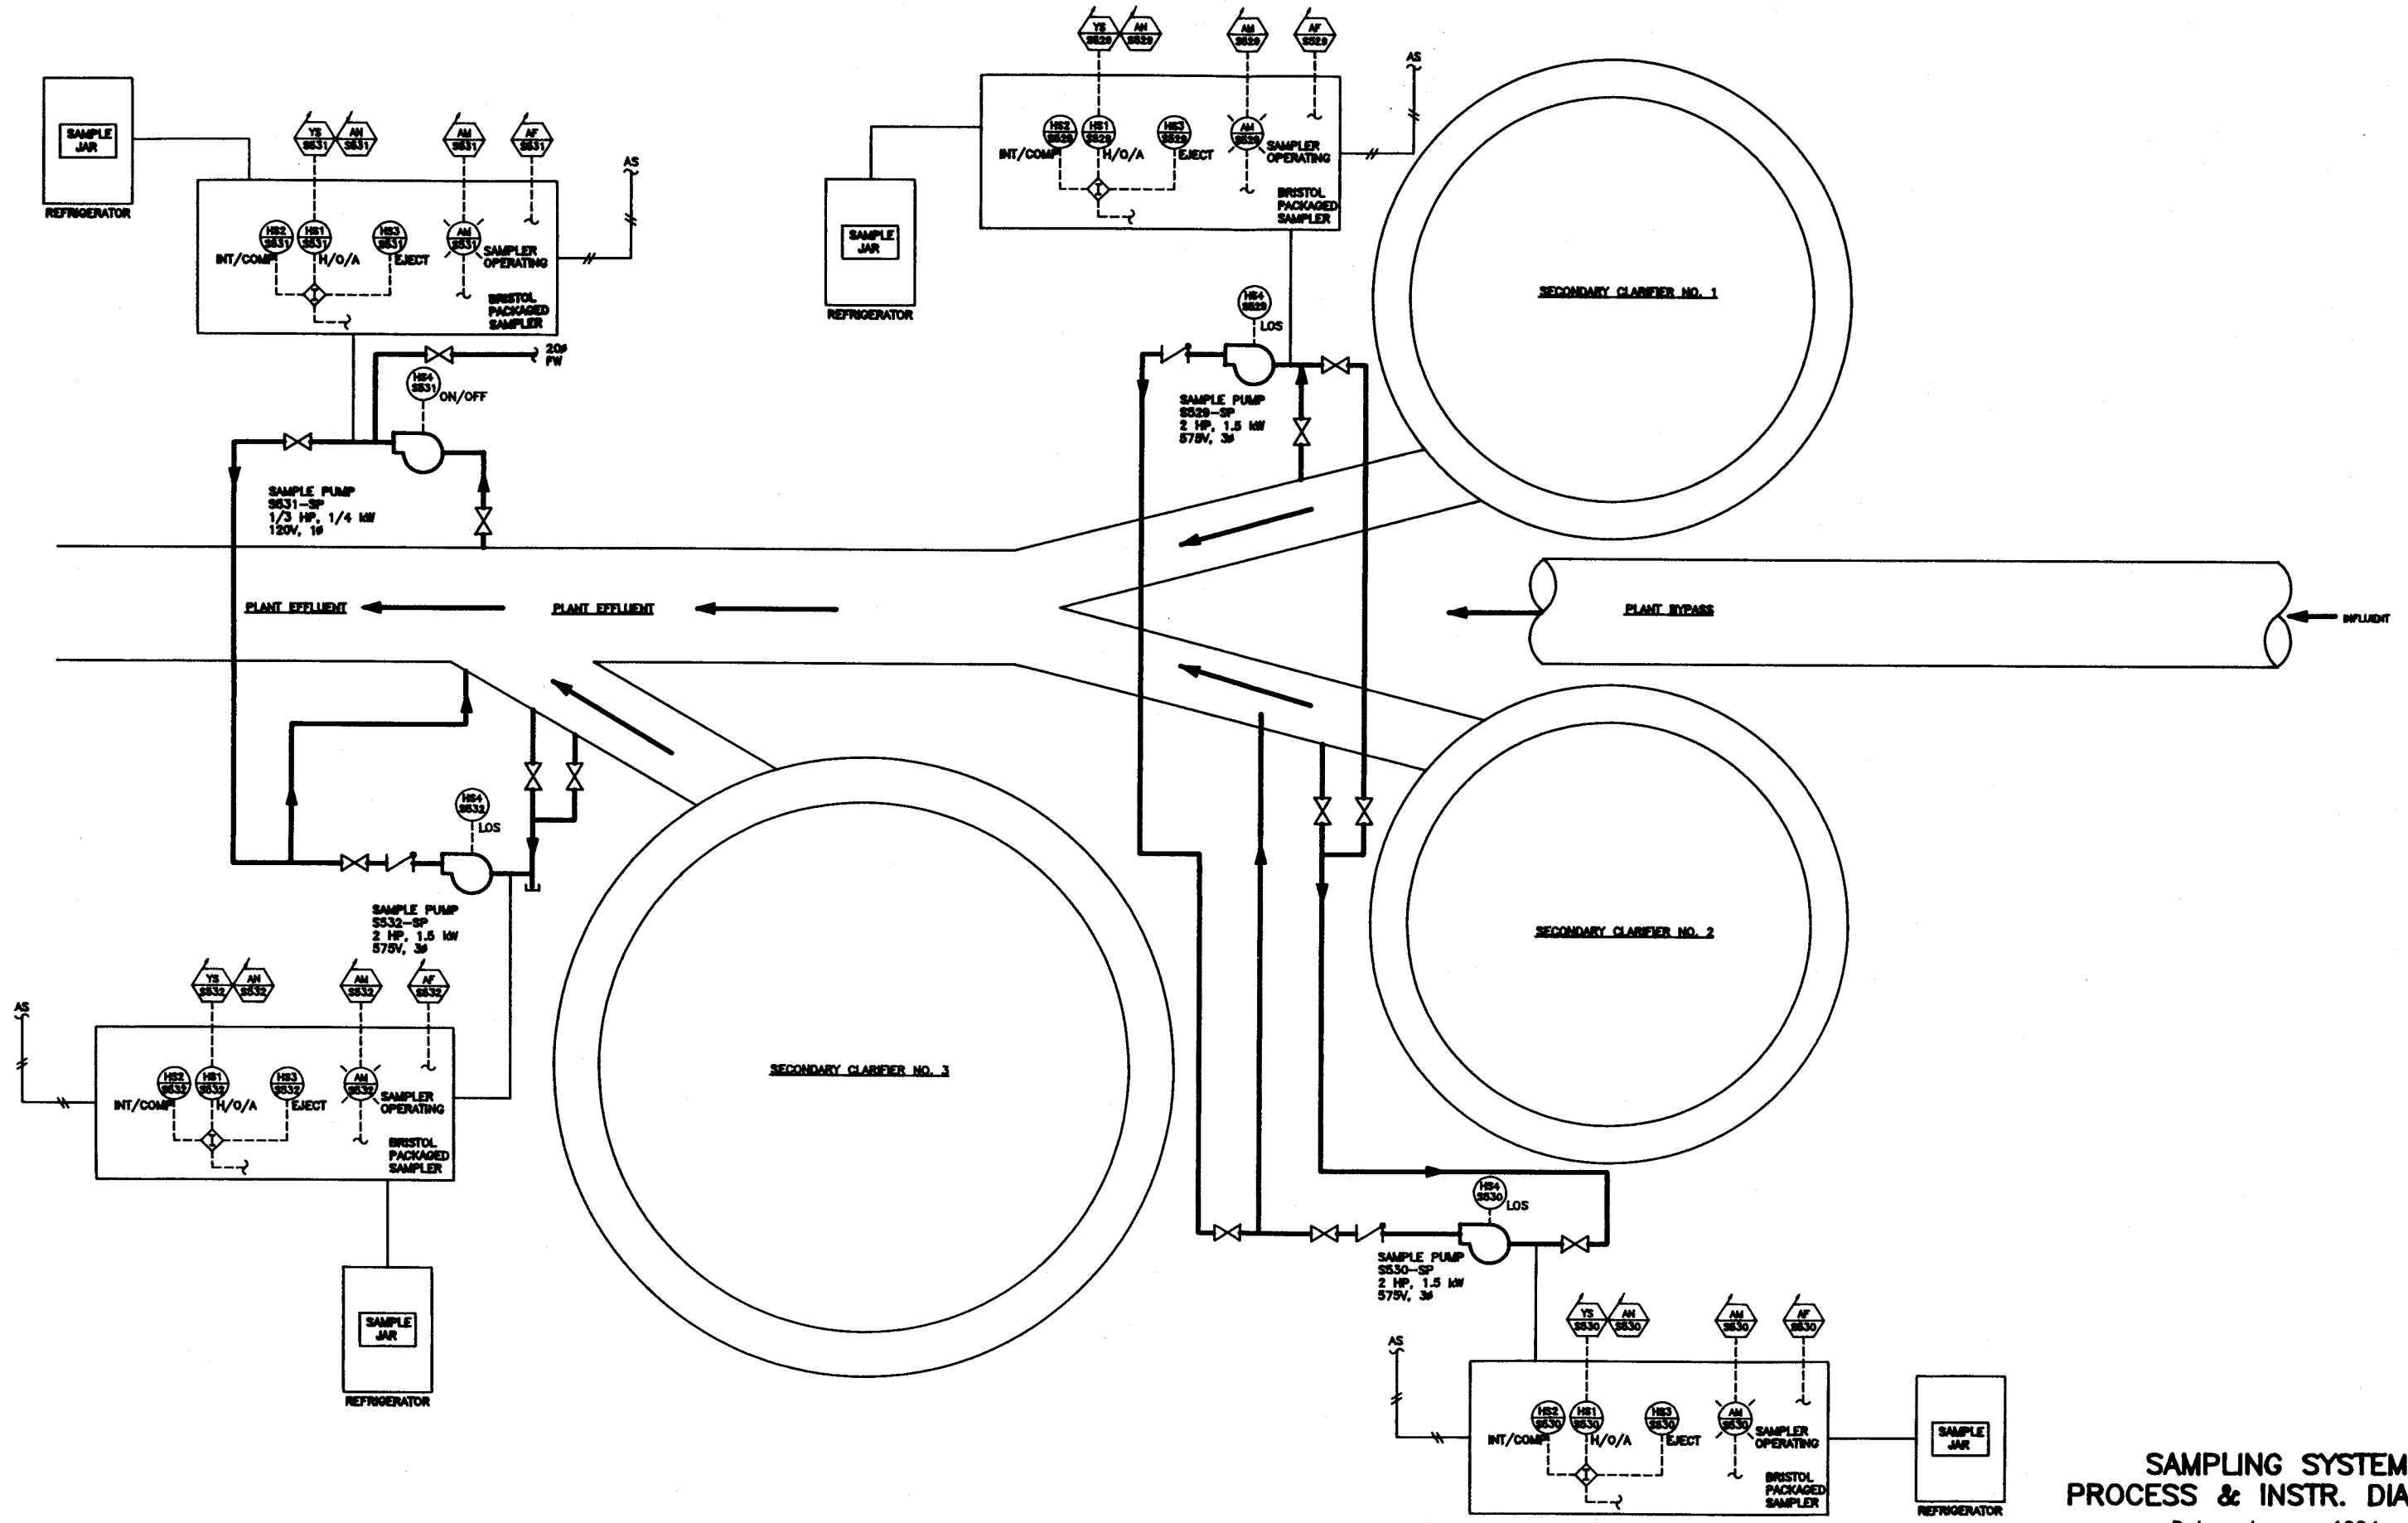 YS
S529
AN
S529
AM
S529
AF
S529
AS
HS2
S529
HS1
S529
HS3
S529
AM
S529
INT/COMP
H/O/A
EJECT
SAMPLER
OPERATING
BRISTOL
PACKAGED
SAMPLER
SAMPLE
JAR
REFRIGERATOR
HS4
S529
LOS
SAMPLE PUMP
S529-SP
2 HP, 1.5 kW
575V, 3ø
SECONDARY CLARIFIER NO. 1
SAMPLE
JAR
REFRIGERATOR
YS
S531
AN
S531
AM
S531
AF
S531
AS
HS2
S531
HS1
S531
HS3
S531
AM
S531
INT/COMP
H/O/A
EJECT
SAMPLER
OPERATING
BRISTOL
PACKAGED
SAMPLER
20ø
PW
HS4
S531
ON/OFF
SAMPLE PUMP
S531-SP
1/3 HP, 1/4 kW
120V, 1ø
PLANT EFFLUENT
PLANT EFFLUENT
PLANT BYPASS
INFLUENT
HS4
S532
LOS
SAMPLE PUMP
S532-SP
2 HP, 1.5 kW
575V, 3ø
SECONDARY CLARIFIER NO. 2
SECONDARY CLARIFIER NO. 3
YS
S532
AN
S532
AM
S532
AF
S532
AS
HS2
S532
HS1
S532
HS3
S532
AM
S532
INT/COMP
H/O/A
EJECT
SAMPLER
OPERATING
BRISTOL
PACKAGED
SAMPLER
SAMPLE
JAR
REFRIGERATOR
HS4
S530
LOS
SAMPLE PUMP
S530-SP
2 HP, 1.5 kW
575V, 3ø
YS
S530
AN
S530
AM
S530
AF
S530
AS
HS2
S530
HS1
S530
HS3
S530
AM
S530
INT/COMP
H/O/A
EJECT
SAMPLER
OPERATING
BRISTOL
PACKAGED
SAMPLER
SAMPLE
JAR
REFRIGERATOR
SAMPLING SYSTEM
PROCESS & INSTR. DIA